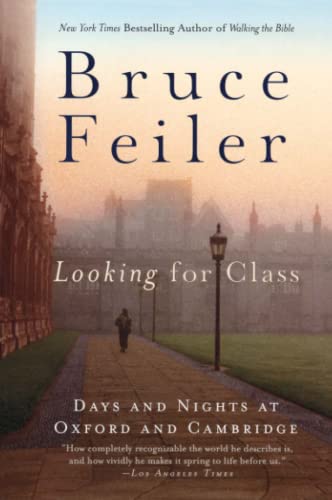 New York Times Bestselling Author of Walking the Bible
Bruce
Feiler
Looking for Class
Days and Nights at
Oxford and Cambridge
"How completely recognizable the world he describes is,
and how vividly he makes it spring to life before us."
—Los Angeles Times